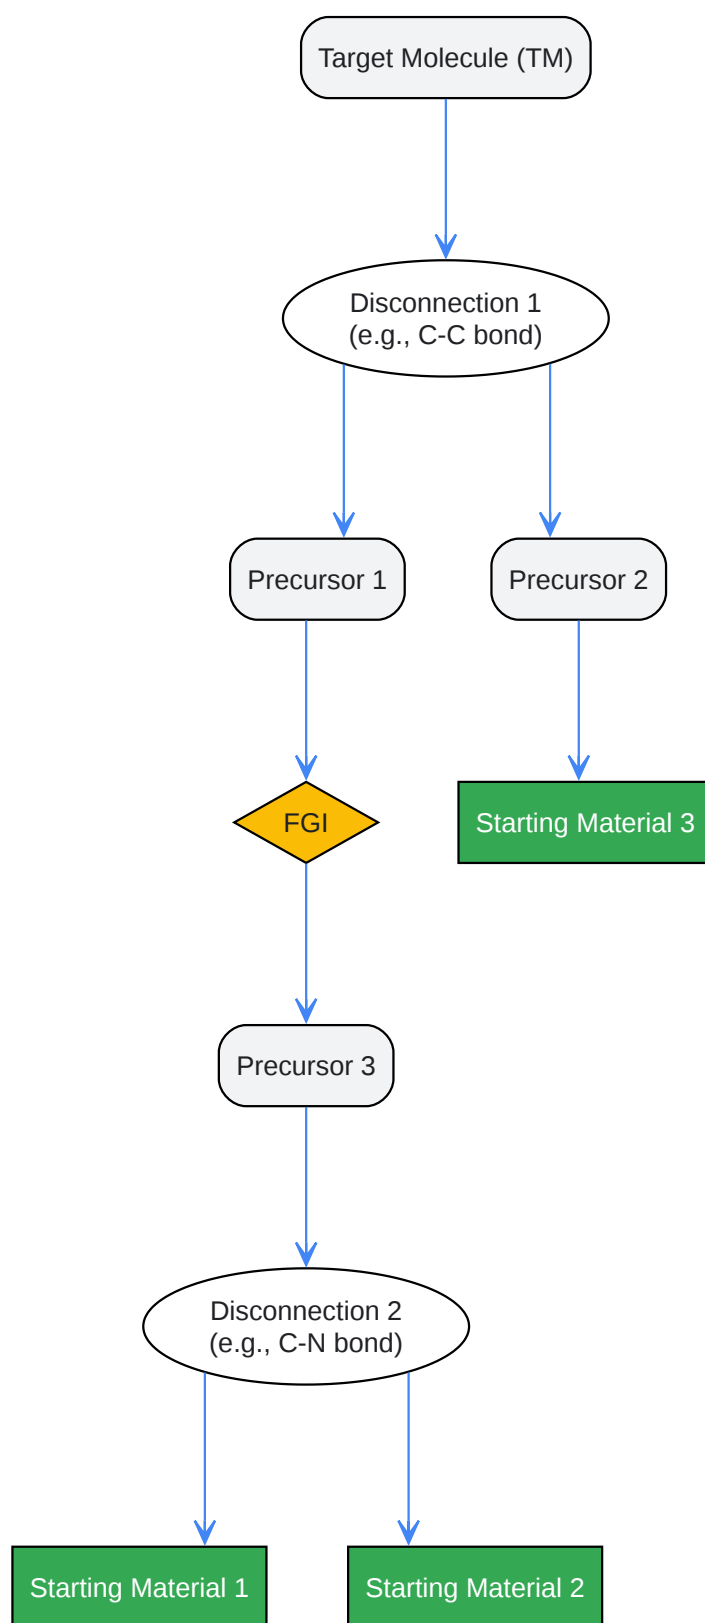 Target Molecule (TM)
Disconnection 1
(e.g., C-C bond)
Precursor 1
Precursor 2
FGI
Starting Material 3
Precursor 3
Disconnection 2
(e.g., C-N bond)
Starting Material 1
Starting Material 2